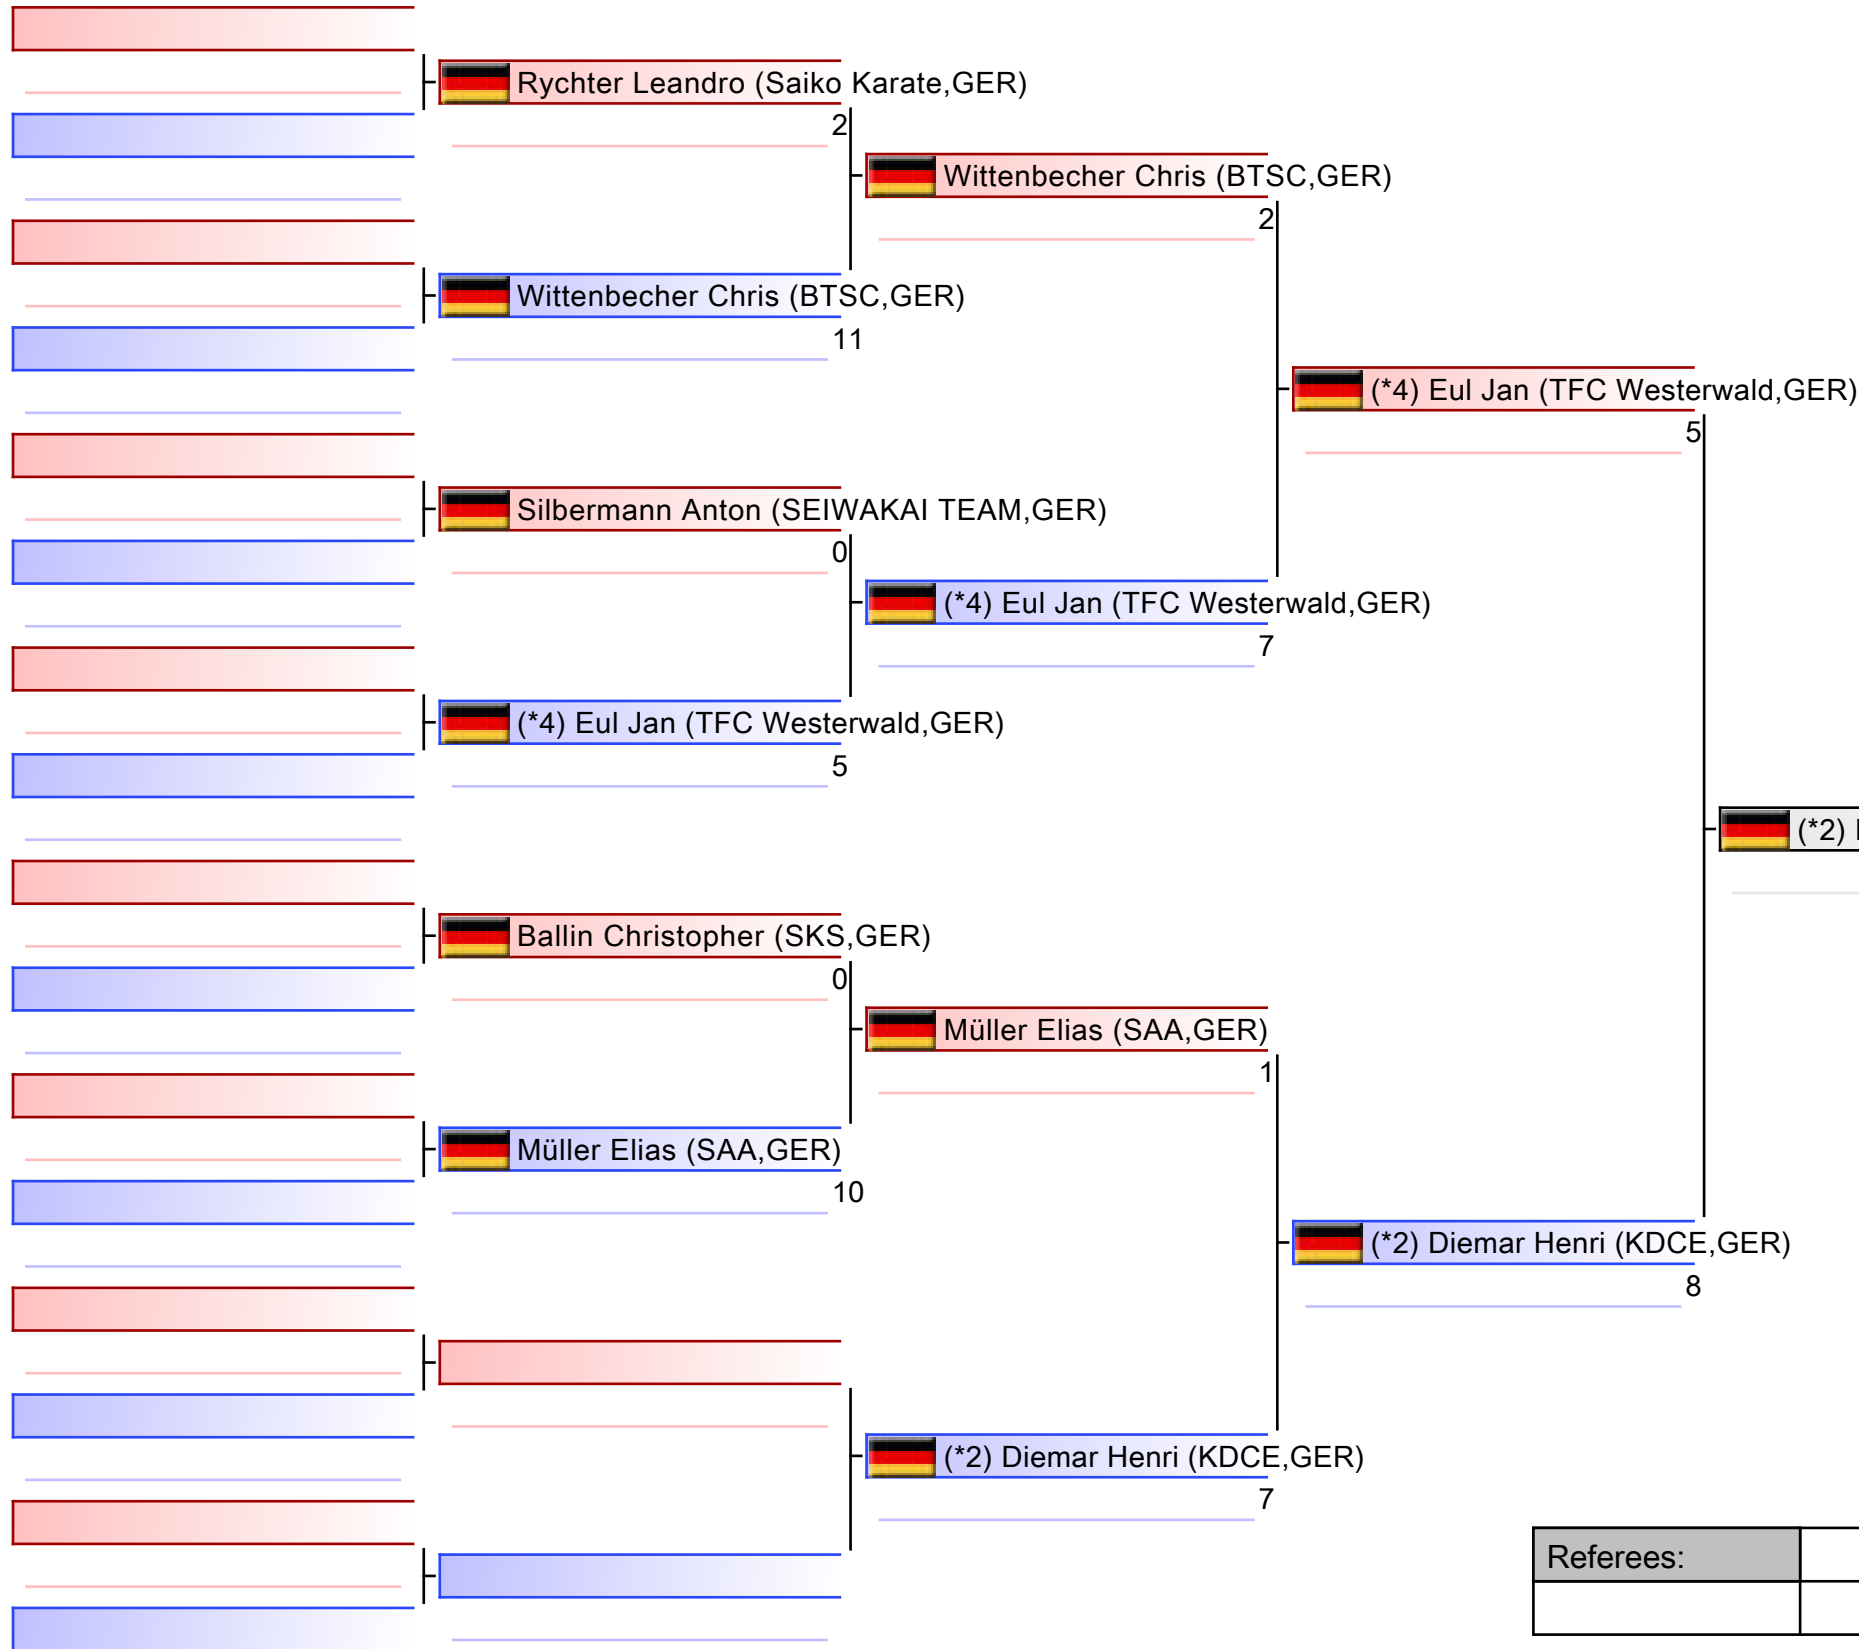 Rychter Leandro (Saiko Karate,GER)
2
Wittenbecher Chris (BTSC,GER)
2
Wittenbecher Chris (BTSC,GER)
11
(*4) Eul Jan (TFC Westerwald,GER)
5
Silbermann Anton (SEIWAKAI TEAM,GER)
0
(*4) Eul Jan (TFC Westerwald,GER)
7
(*4) Eul Jan (TFC Westerwald,GER)
5
(*2)
Ballin Christopher (SKS,GER)
0
Müller Elias (SAA,GER)
1
Müller Elias (SAA,GER)
10
(*2) Diemar Henri (KDCE,GER)
8
(*2) Diemar Henri (KDCE,GER)
7
Referees: